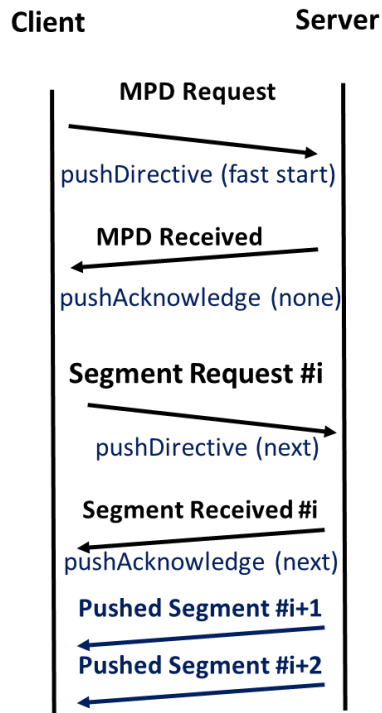 Client Server
MPD Request
pushDirective (fast start)
MPD Received
pushAcknowledge (none)
Segment Request #i
pushDirective (next)
Segment Received #i
pushAcknowledge (next)
Pushed Segment #i+1
Pushed Segment #i+2